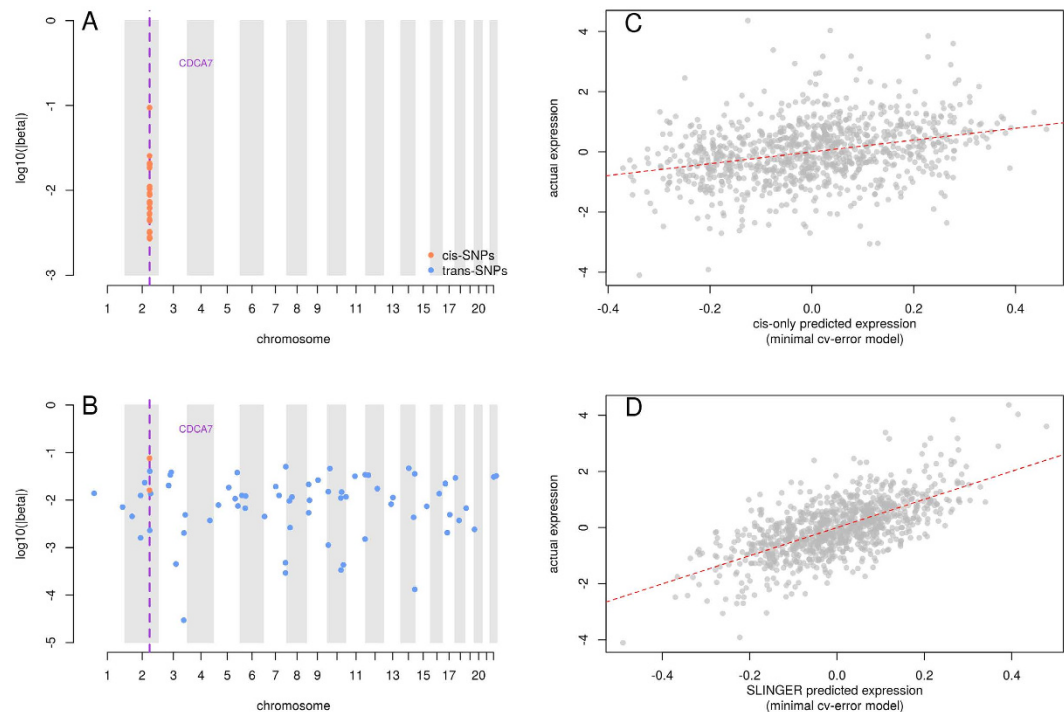 A
0
-1
-2
-3
log10(|beta|)
CDCA7
cis-SNPs
trans-SNPs
1 2 3 4 5 6 7 8 9 11 13 15 17 20
chromosome
C
4
2
0
-2
-4
actual expression
-0.4 -0.2 0.0 0.2 0.4
cis-only predicted expression
(minimal cv-error model)
B
0
-1
-2
-3
-4
-5
log10(|beta|)
CDCA7
1 2 3 4 5 6 7 8 9 11 13 15 17 20
chromosome
D
4
2
0
-2
-4
actual expression
-0.4 -0.2 0.0 0.2 0.4
SLINGER predicted expression
(minimal cv-error model)